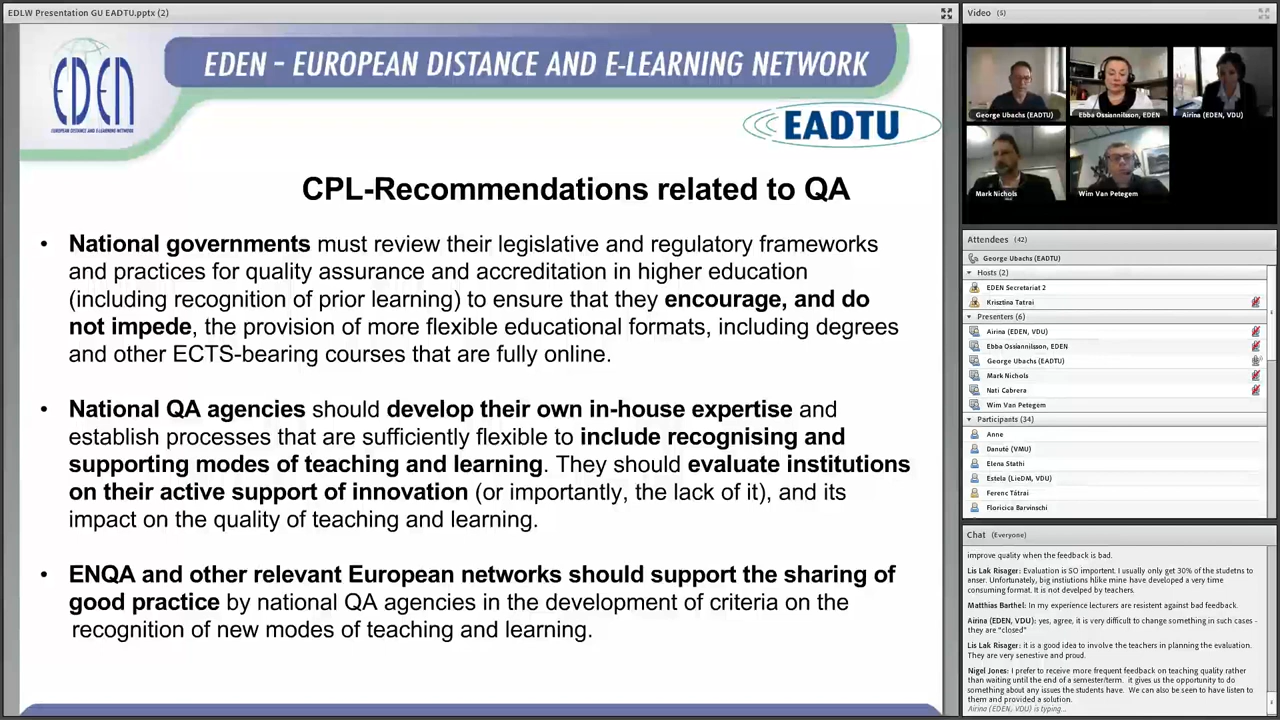 EDLW Presentation GU EADTU.pptx (2)
EDEN
EUROPEAN DISTANCE AND E-LEARNING NETWORK
EDEN – EUROPEAN DISTANCE AND E-LEARNING NETWORK
EADTU
CPL-Recommendations related to QA
• National governments must review their legislative and regulatory frameworks
and practices for quality assurance and accreditation in higher education
(including recognition of prior learning) to ensure that they encourage, and do
not impede, the provision of more flexible educational formats, including degrees
and other ECTS-bearing courses that are fully online.
• National QA agencies should develop their own in-house expertise and
establish processes that are sufficiently flexible to include recognising and
supporting modes of teaching and learning. They should evaluate institutions
on their active support of innovation (or importantly, the lack of it), and its
impact on the quality of teaching and learning.
• ENQA and other relevant European networks should support the sharing of
good practice by national QA agencies in the development of criteria on the
recognition of new modes of teaching and learning.
Video (5)
George Ubachs (EADTU)
Ebba Ossiannilsson, EDEN
Airina (EDEN, VDU)
Mark Nichols
Wim Van Petegem
Attendees (42)
George Ubachs (EADTU)
Hosts (2)
EDEN Secretariat 2
Krisztina Tatrai
Presenters (6)
Airina (EDEN, VDU)
Ebba Ossiannilsson, EDEN
George Ubachs (EADTU)
Mark Nichols
Nati Cabrera
Wim Van Petegem
Participants (34)
Anne
Danuté (VMU)
Elena Stathi
Estela (LieDM, VDU)
Ferenc Tátrai
Floricica Barvinschi
Chat (Everyone)
improve quality when the feedback is bad.
Lis Lak Risager: Evaluation is SO importent. I usually only get 30% of the studetns to
anser. Unfortunately, big instiutions hlike mine have developed a very time
consuming format. It is not develped by teachers.
Matthias Barthel: In my experience lecturers are resistent against bad feedback.
Airina (EDEN, VDU): yes, agree, it is very difficult to change something in such cases -
they are "closed"
Lis Lak Risager: it is a good idea to involve the teachers in planning the evaluation.
They are very senestive and proud.
Nigel Jones: I prefer to receive more frequent feedback on teaching quality rather
than waiting until the end of a semester/term. it gives us the opportunity to do
something about any issues the students have. We can also be seen to have listen to
them and provided a solution.
Airina (EDEN, VDU) is typing...